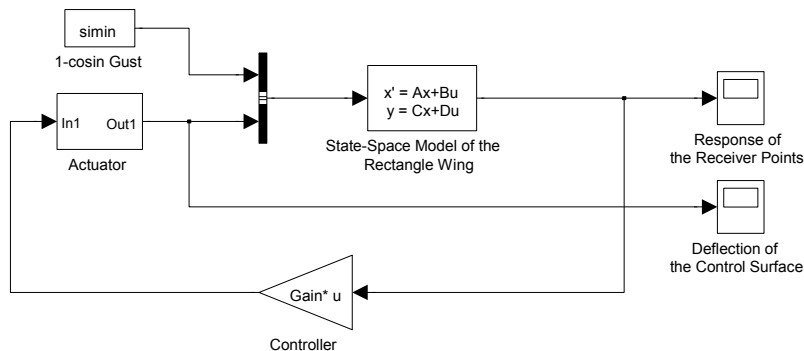 simin
1-cosin Gust
In1
Out1
Actuator
x' = Ax+Bu
y = Cx+Du
State-Space Model of the
Rectangle Wing
Response of
the Receiver Points
Deflection of
the Control Surface
Gain* u
Controller